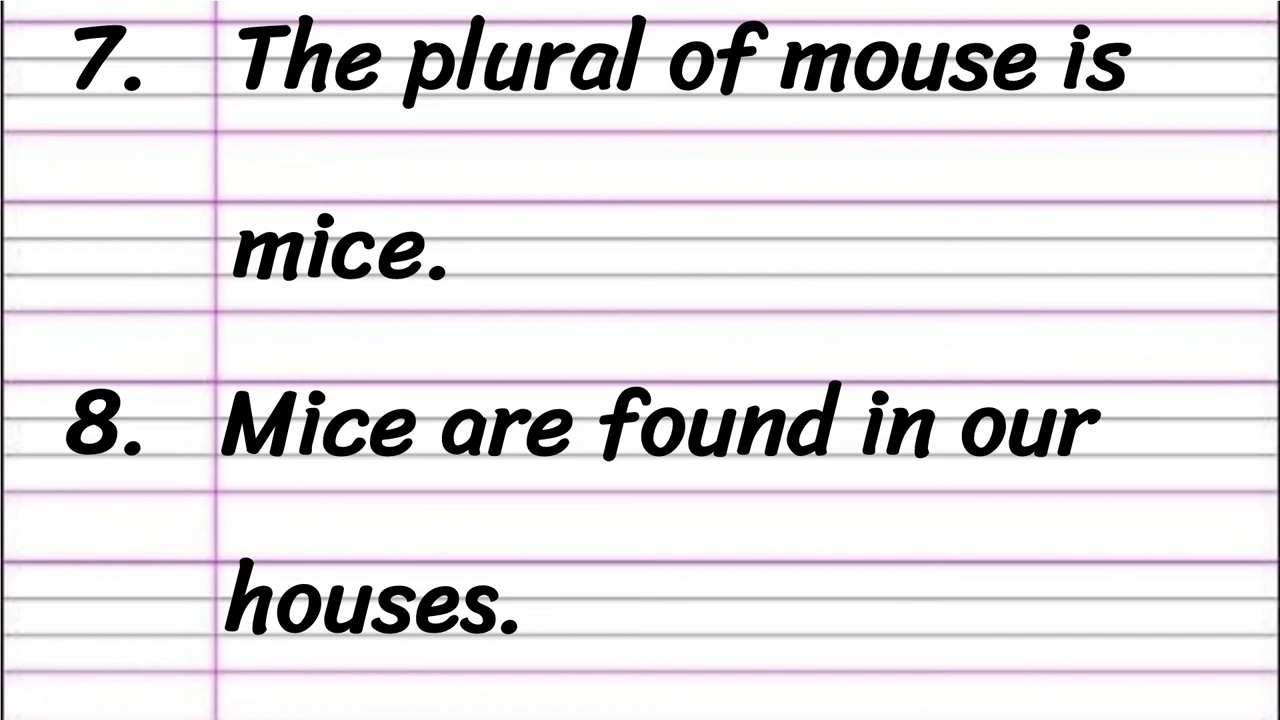 7. The plural of mouse is
mice.
8. Mice are found in our
houses.